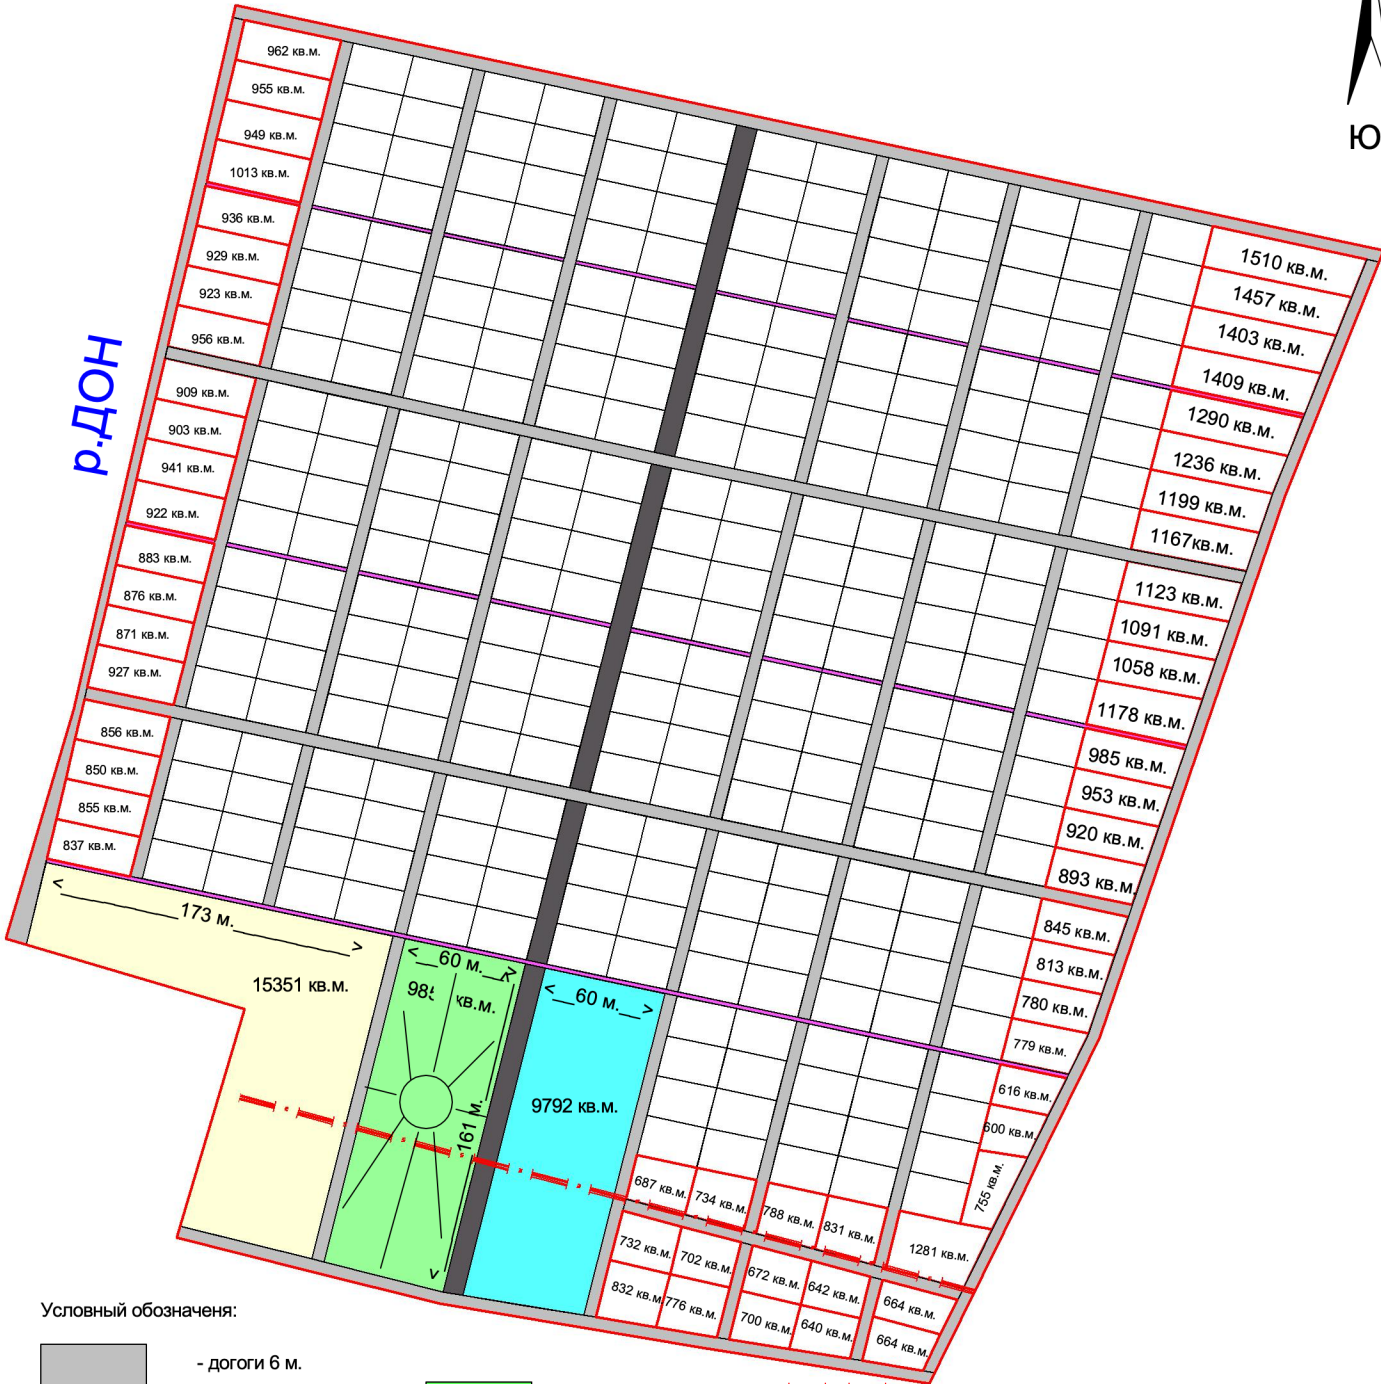 Ю
р.ДОН
962 кв.м.
955 кв.м.
949 кв.м.
1013 кв.м.
936 кв.м.
929 кв.м.
923 кв.м.
956 кв.м.
909 кв.м.
903 кв.м.
941 кв.м.
922 кв.м.
883 кв.м.
876 кв.м.
871 кв.м.
927 кв.м.
856 кв.м.
850 кв.м.
855 кв.м.
837 кв.м.
1510 кв.м.
1457 кв.м.
1403 кв.м.
1409 кв.м.
1290 кв.м.
1236 кв.м.
1199 кв.м.
1167кв.м.
1123 кв.м.
1091 кв.м.
1058 кв.м.
1178 кв.м.
985 кв.м.
953 кв.м.
920 кв.м.
893 кв.м.
845 кв.м.
813 кв.м.
780 кв.м.
779 кв.м.
616 кв.м.
600 кв.м.
755 кв.м.
1281 кв.м.
173 м.
15351 кв.м.
60 м.
кв.м.
161 м.
60 м.
9792 кв.м.
687 кв.м.
734 кв.м.
788 кв.м.
831 кв.м.
732 кв.м.
702 кв.м.
672 кв.м.
642 кв.м.
664 кв.м.
832 кв.м
776 кв.м.
700 кв.м.
640 кв.м.
664 кв.м.
Условный обозначеня:
- догоги 6 м.